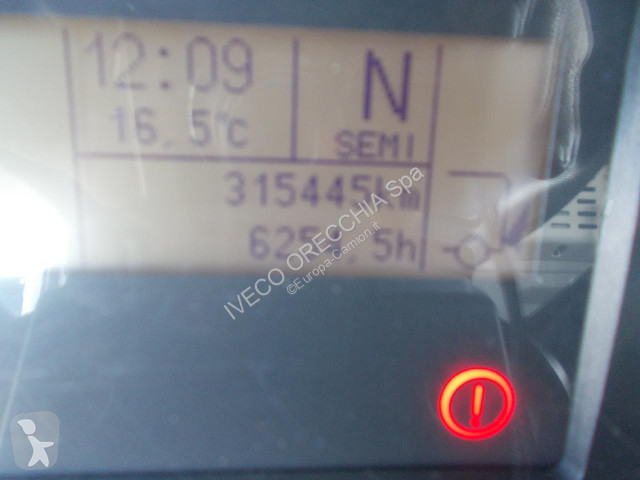 12:09
N
16.5°c
SEMI
315445km
IVECO ORECCHIA Spa
©Europa-Camion.it